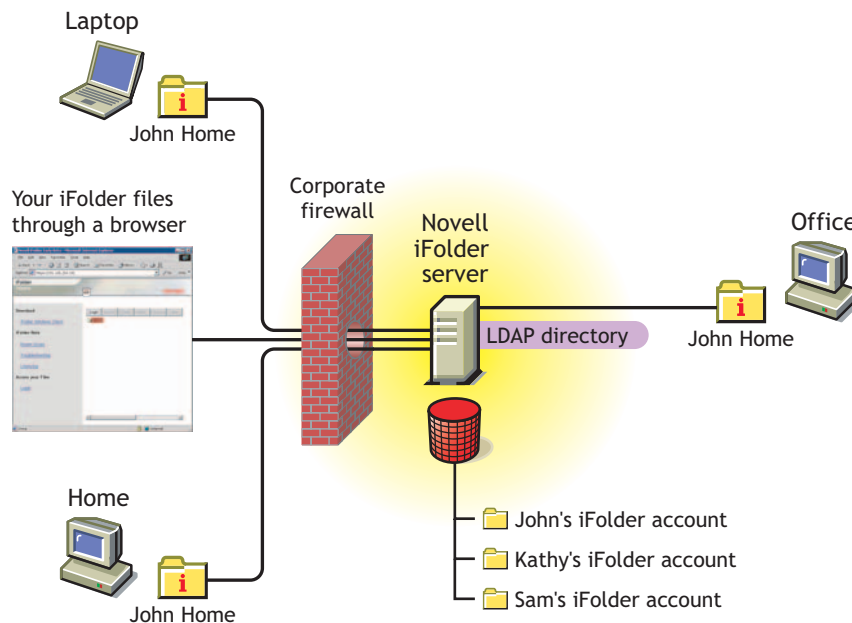 Laptop
i
John Home
Your iFolder files
through a browser
Corporate
firewall
Novell
iFolder
server
Office
i
LDAP directory
John Home
Home
i
John Home
John's iFolder account
Kathy's iFolder account
Sam's iFolder account